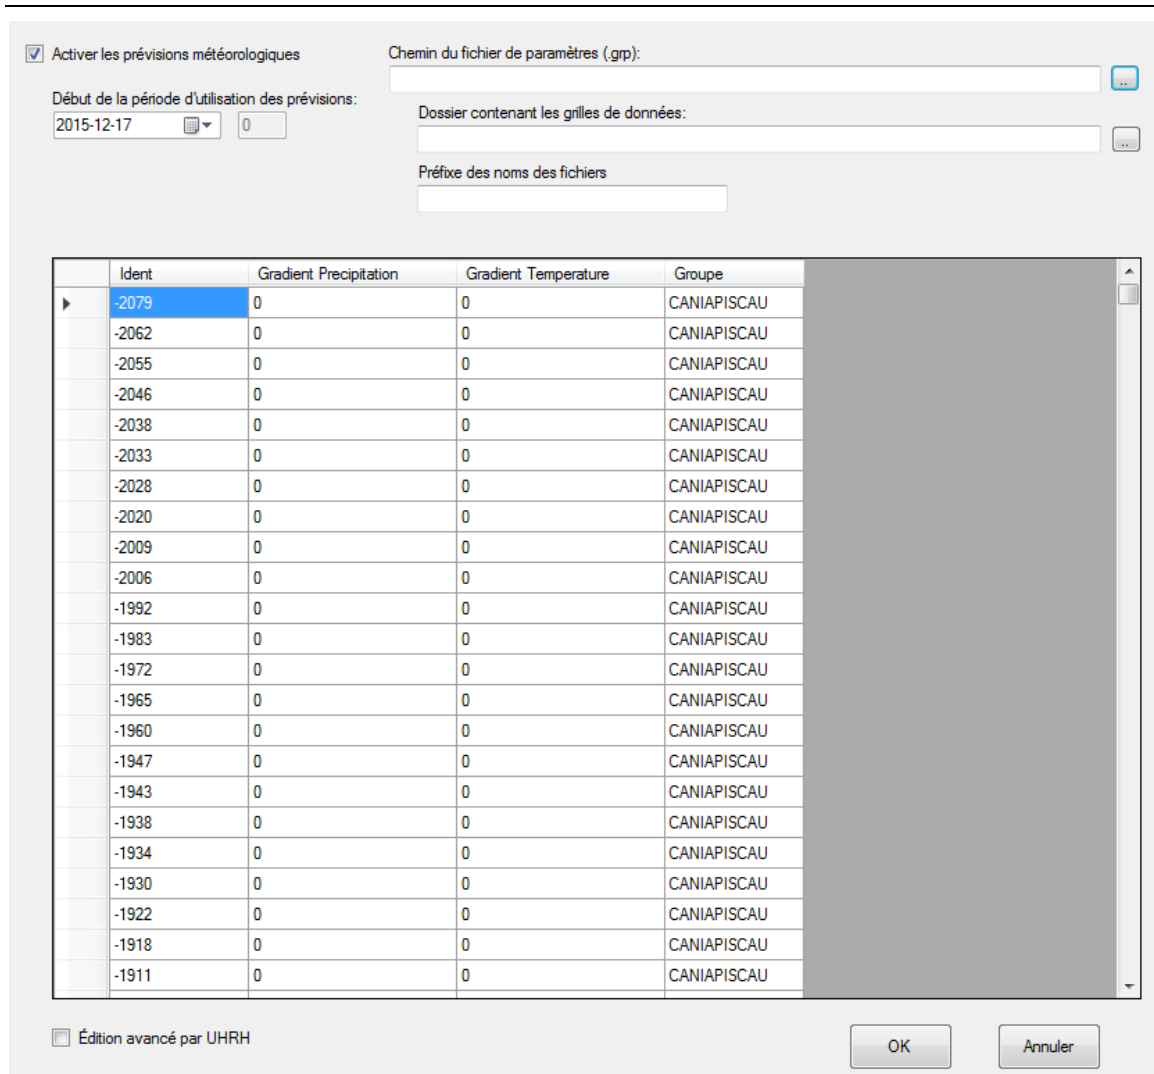 Activer les prévisions météorologiques
Chemin du fichier de paramètres (.grp):
..
Début de la période d'utilisation des prévisions:
2015-12-17 0
Dossier contenant les grilles de données:
..
Préfixe des noms des fichiers
Ident Gradient Precipitation Gradient Temperature Groupe
-2079 0 0 CANIAPISCAU
-2062 0 0 CANIAPISCAU
-2055 0 0 CANIAPISCAU
-2046 0 0 CANIAPISCAU
-2038 0 0 CANIAPISCAU
-2033 0 0 CANIAPISCAU
-2028 0 0 CANIAPISCAU
-2020 0 0 CANIAPISCAU
-2009 0 0 CANIAPISCAU
-2006 0 0 CANIAPISCAU
-1992 0 0 CANIAPISCAU
-1983 0 0 CANIAPISCAU
-1972 0 0 CANIAPISCAU
-1965 0 0 CANIAPISCAU
-1960 0 0 CANIAPISCAU
-1947 0 0 CANIAPISCAU
-1943 0 0 CANIAPISCAU
-1938 0 0 CANIAPISCAU
-1934 0 0 CANIAPISCAU
-1930 0 0 CANIAPISCAU
-1922 0 0 CANIAPISCAU
-1918 0 0 CANIAPISCAU
-1911 0 0 CANIAPISCAU
Édition avancé par UHRH
OK Annuler